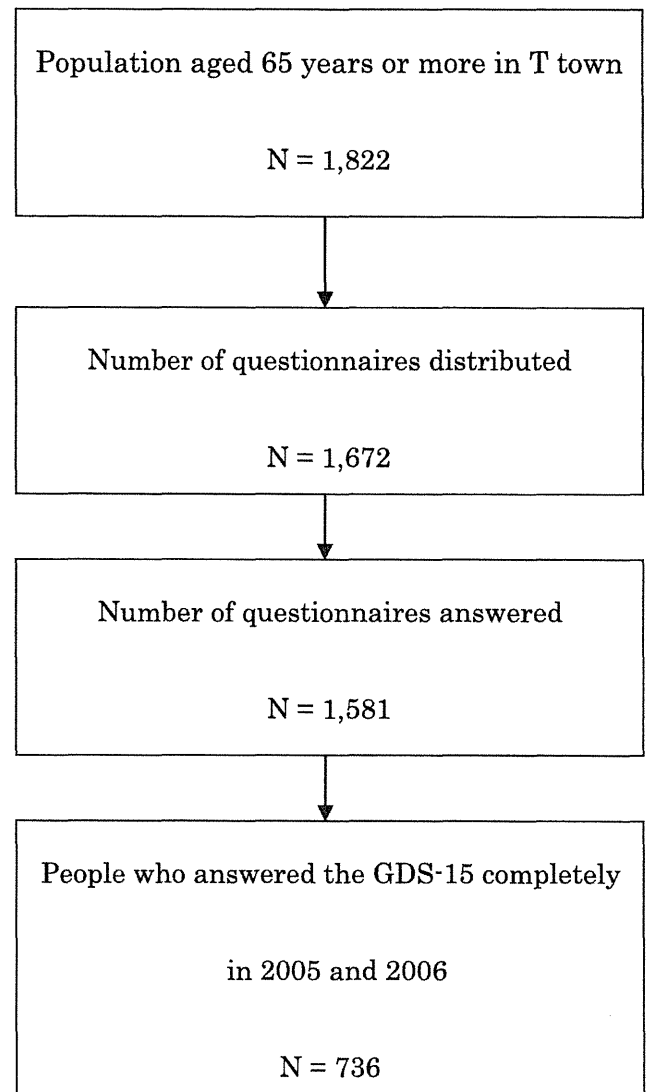 Population aged 65 years or more in T town
N = 1,822
Number of questionnaires distributed
N = 1,672
Number of questionnaires answered
N = 1,581
People who answered the GDS-15 completely
in 2005 and 2006
N = 736